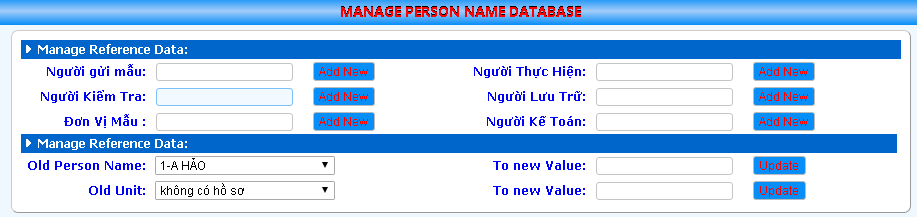 MANAGE PERSON NAME DATABASE
Manage Reference Data:
Người gửi mẫu: Add New Người Thực Hiện: Add New
Người Kiểm Tra: Add New Người Lưu Trữ: Add New
Đơn Vị Mẫu : Add New Người Kế Toán: Add New
Manage Reference Data:
Old Person Name: 1-A HẢO To new Value: Update
Old Unit: không có hồ sơ To new Value: Update